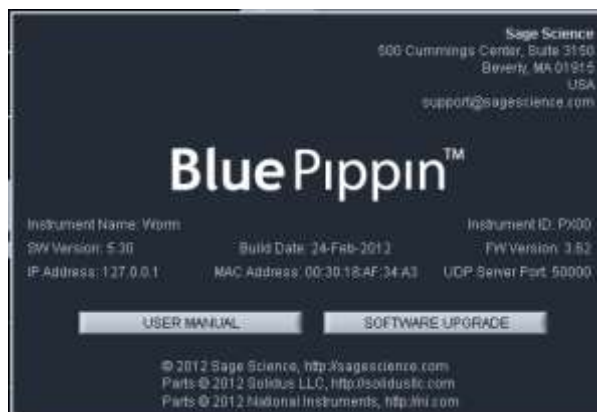 Sage Science
500 Cummings Center, Suite 3150
Beverly, MA 01915
USA
support@sagescience.com
BluePippin™
Instrument Name: Worm
Instrument ID: PX00
SW Version: 5.30
Build Date: 24-Feb-2012
FW Version: 3.62
IP Address: 127.0.0.1
MAC Address: 00:30:18:AF:34:A3
UDP Server Port: 50000
USER MANUAL
SOFTWARE UPGRADE
© 2012 Sage Science, http://sagescience.com
Parts © 2012 Solidus LLC, http://solidusllc.com
Parts © 2012 National Instruments, http://ni.com